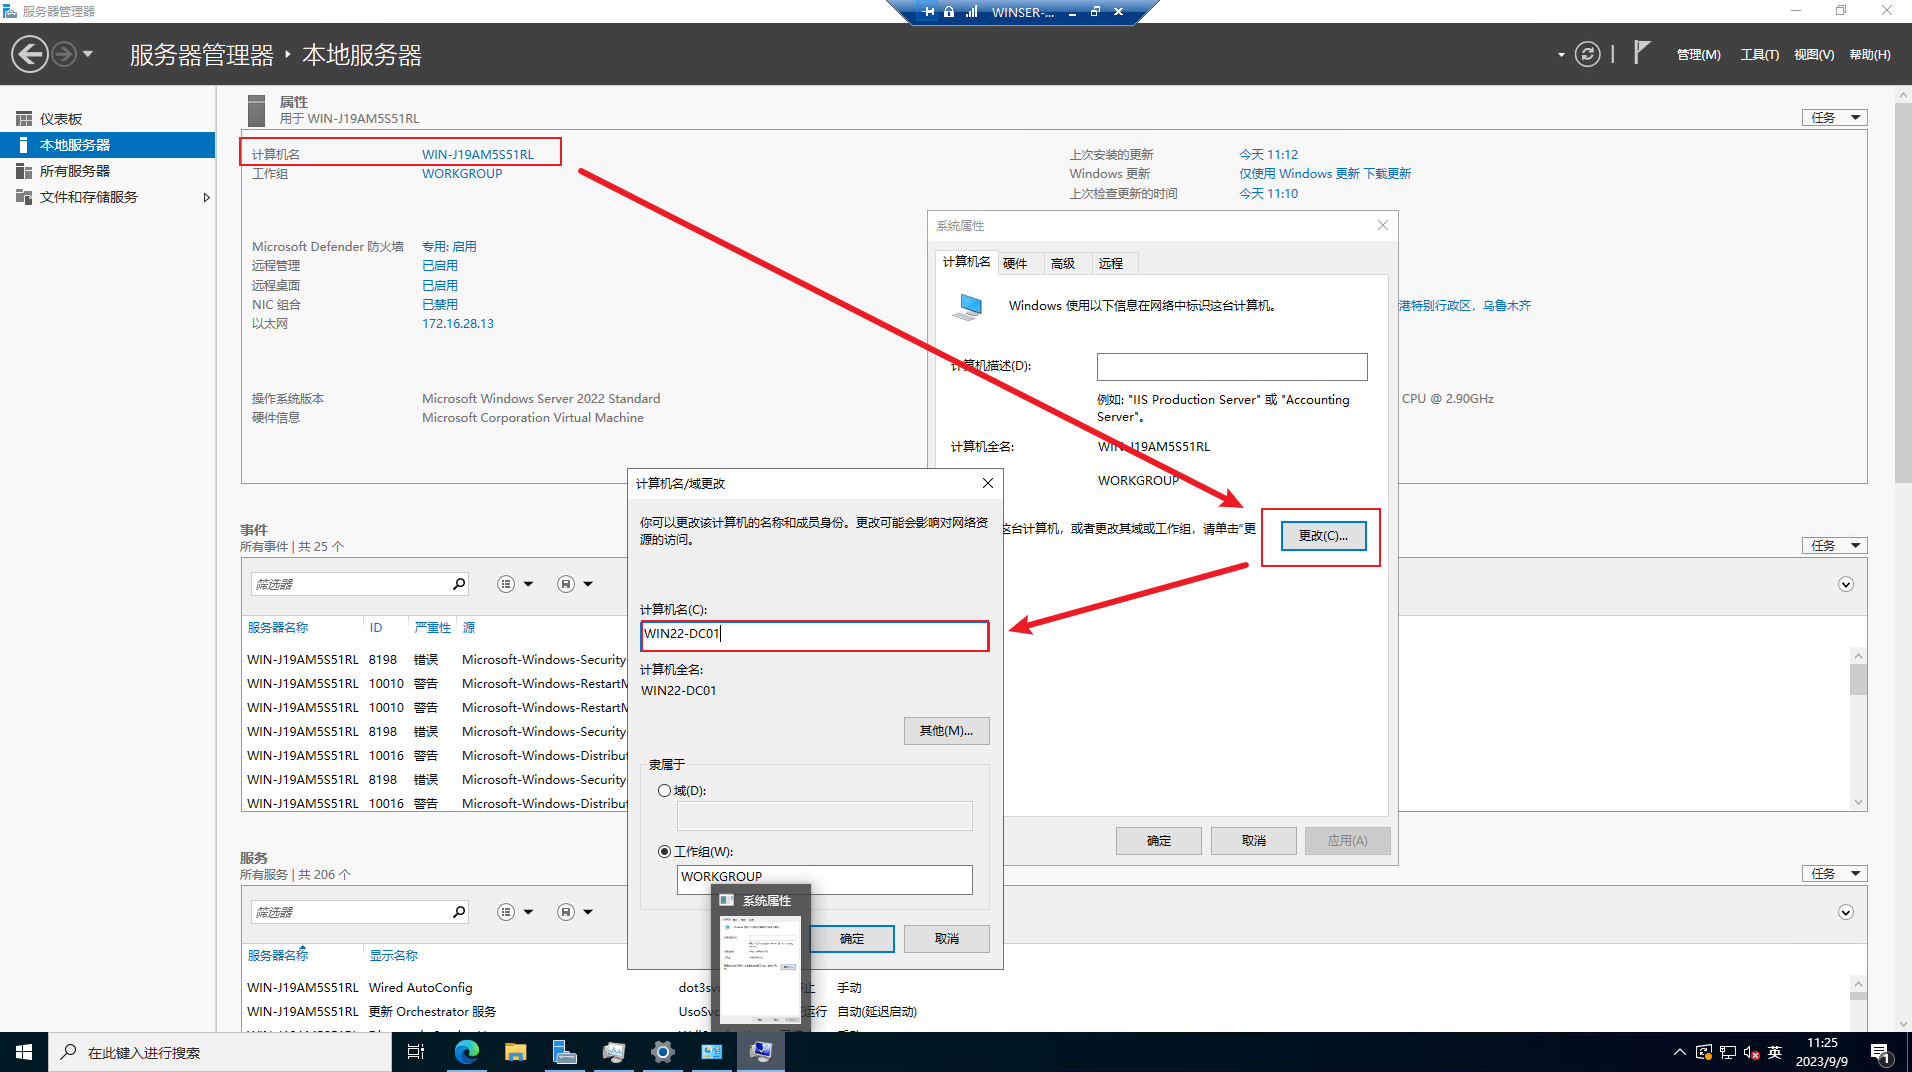 服务器管理器
WINSER-...
服务器管理器 ‣ 本地服务器
管理(M) 工具(T) 视图(V) 帮助(H)
仪表板
本地服务器
所有服务器
文件和存储服务
属性
用于 WIN-J19AM5S51RL
任务
计算机名 WIN-J19AM5S51RL
工作组 WORKGROUP
上次安装的更新 今天 11:12
Windows 更新 仅使用 Windows 更新 下载更新
上次检查更新的时间 今天 11:10
Microsoft Defender 防火墙 专用: 启用
远程管理 已启用
远程桌面 已启用
NIC 组合 已禁用
以太网 172.16.28.13
港特别行政区，乌鲁木齐
操作系统版本 Microsoft Windows Server 2022 Standard
硬件信息 Microsoft Corporation Virtual Machine
CPU @ 2.90GHz
系统属性
计算机名 硬件 高级 远程
Windows 使用以下信息在网络中标识这台计算机。
计算机描述(D):
例如: "IIS Production Server" 或 "Accounting
Server"。
计算机全名: WIN-J19AM5S51RL
WORKGROUP
这台计算机，或者更改其域或工作组，请单击"更
更改(C)...
确定 取消 应用(A)
计算机名/域更改
你可以更改该计算机的名称和成员身份。更改可能会影响对网络资
源的访问。
计算机名(C):
WIN22-DC01
计算机全名:
WIN22-DC01
其他(M)...
隶属于
域(D):
工作组(W):
WORKGROUP
确定 取消
系统属性
事件
所有事件 | 共 25 个
任务
筛选器
服务器名称 ID 严重性 源
WIN-J19AM5S51RL 8198 错误 Microsoft-Windows-Security-
WIN-J19AM5S51RL 10010 警告 Microsoft-Windows-RestartM
WIN-J19AM5S51RL 10010 警告 Microsoft-Windows-RestartM
WIN-J19AM5S51RL 8198 错误 Microsoft-Windows-Security-
WIN-J19AM5S51RL 10016 警告 Microsoft-Windows-Distribut
WIN-J19AM5S51RL 8198 错误 Microsoft-Windows-Security-
WIN-J19AM5S51RL 10016 警告 Microsoft-Windows-Distribut
服务
所有服务 | 共 206 个
任务
筛选器
服务器名称 显示名称
WIN-J19AM5S51RL Wired AutoConfig dot3sv 止 手动
WIN-J19AM5S51RL 更新 Orchestrator 服务 UsoSvc 运行 自动(延迟启动)
在此键入进行搜索
英
11:25
2023/9/9
1